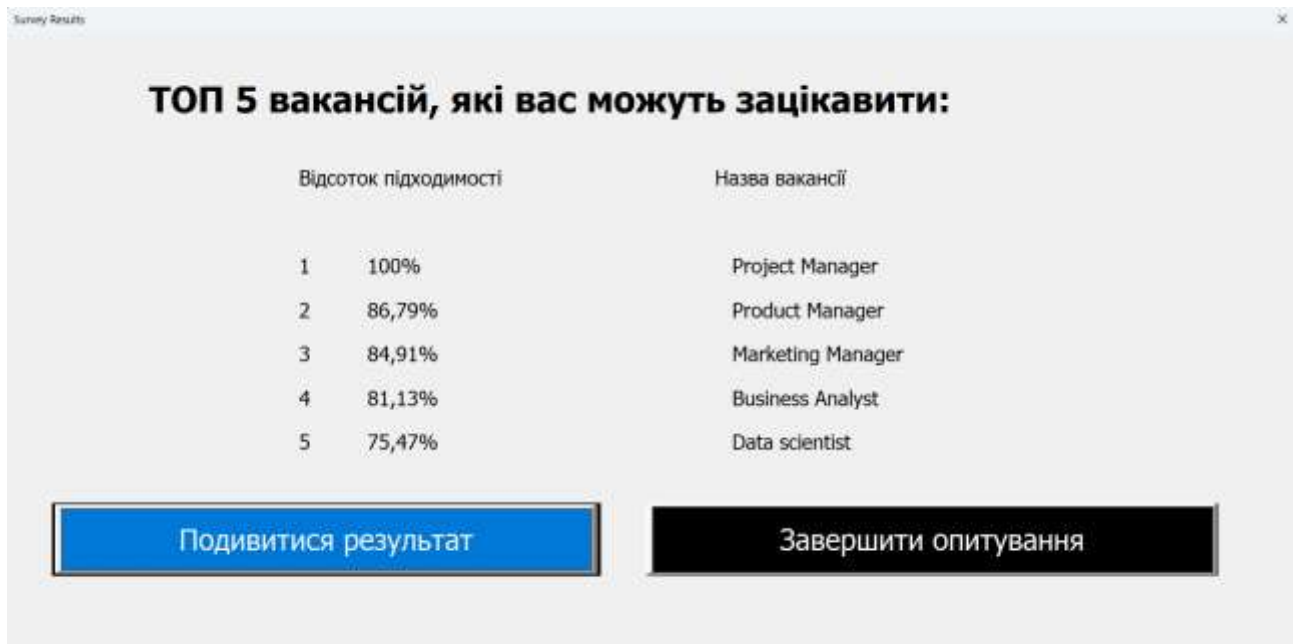 Survey Results
ТОП 5 вакансій, які вас можуть зацікавити:
Відсоток підходимості Назва вакансії
1 100% Project Manager
2 86,79% Product Manager
3 84,91% Marketing Manager
4 81,13% Business Analyst
5 75,47% Data scientist
Подивитися результат Завершити опитування